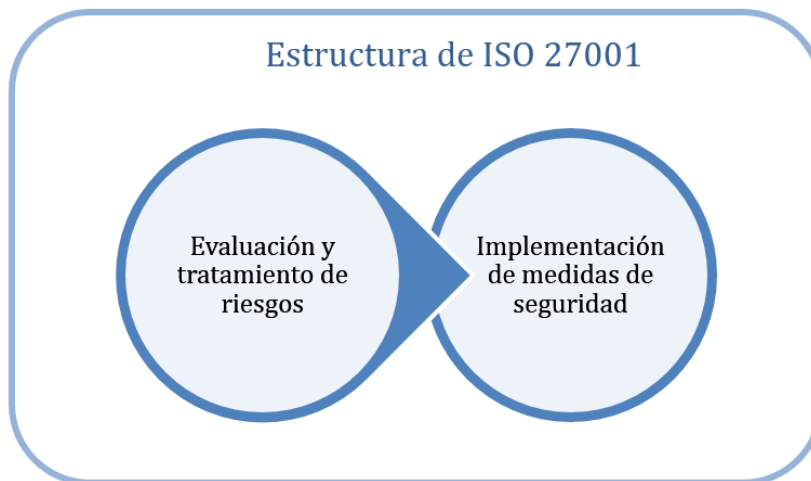 Estructura de ISO 27001
Evaluación y
tratamiento de
riesgos
Implementación
de medidas de
seguridad